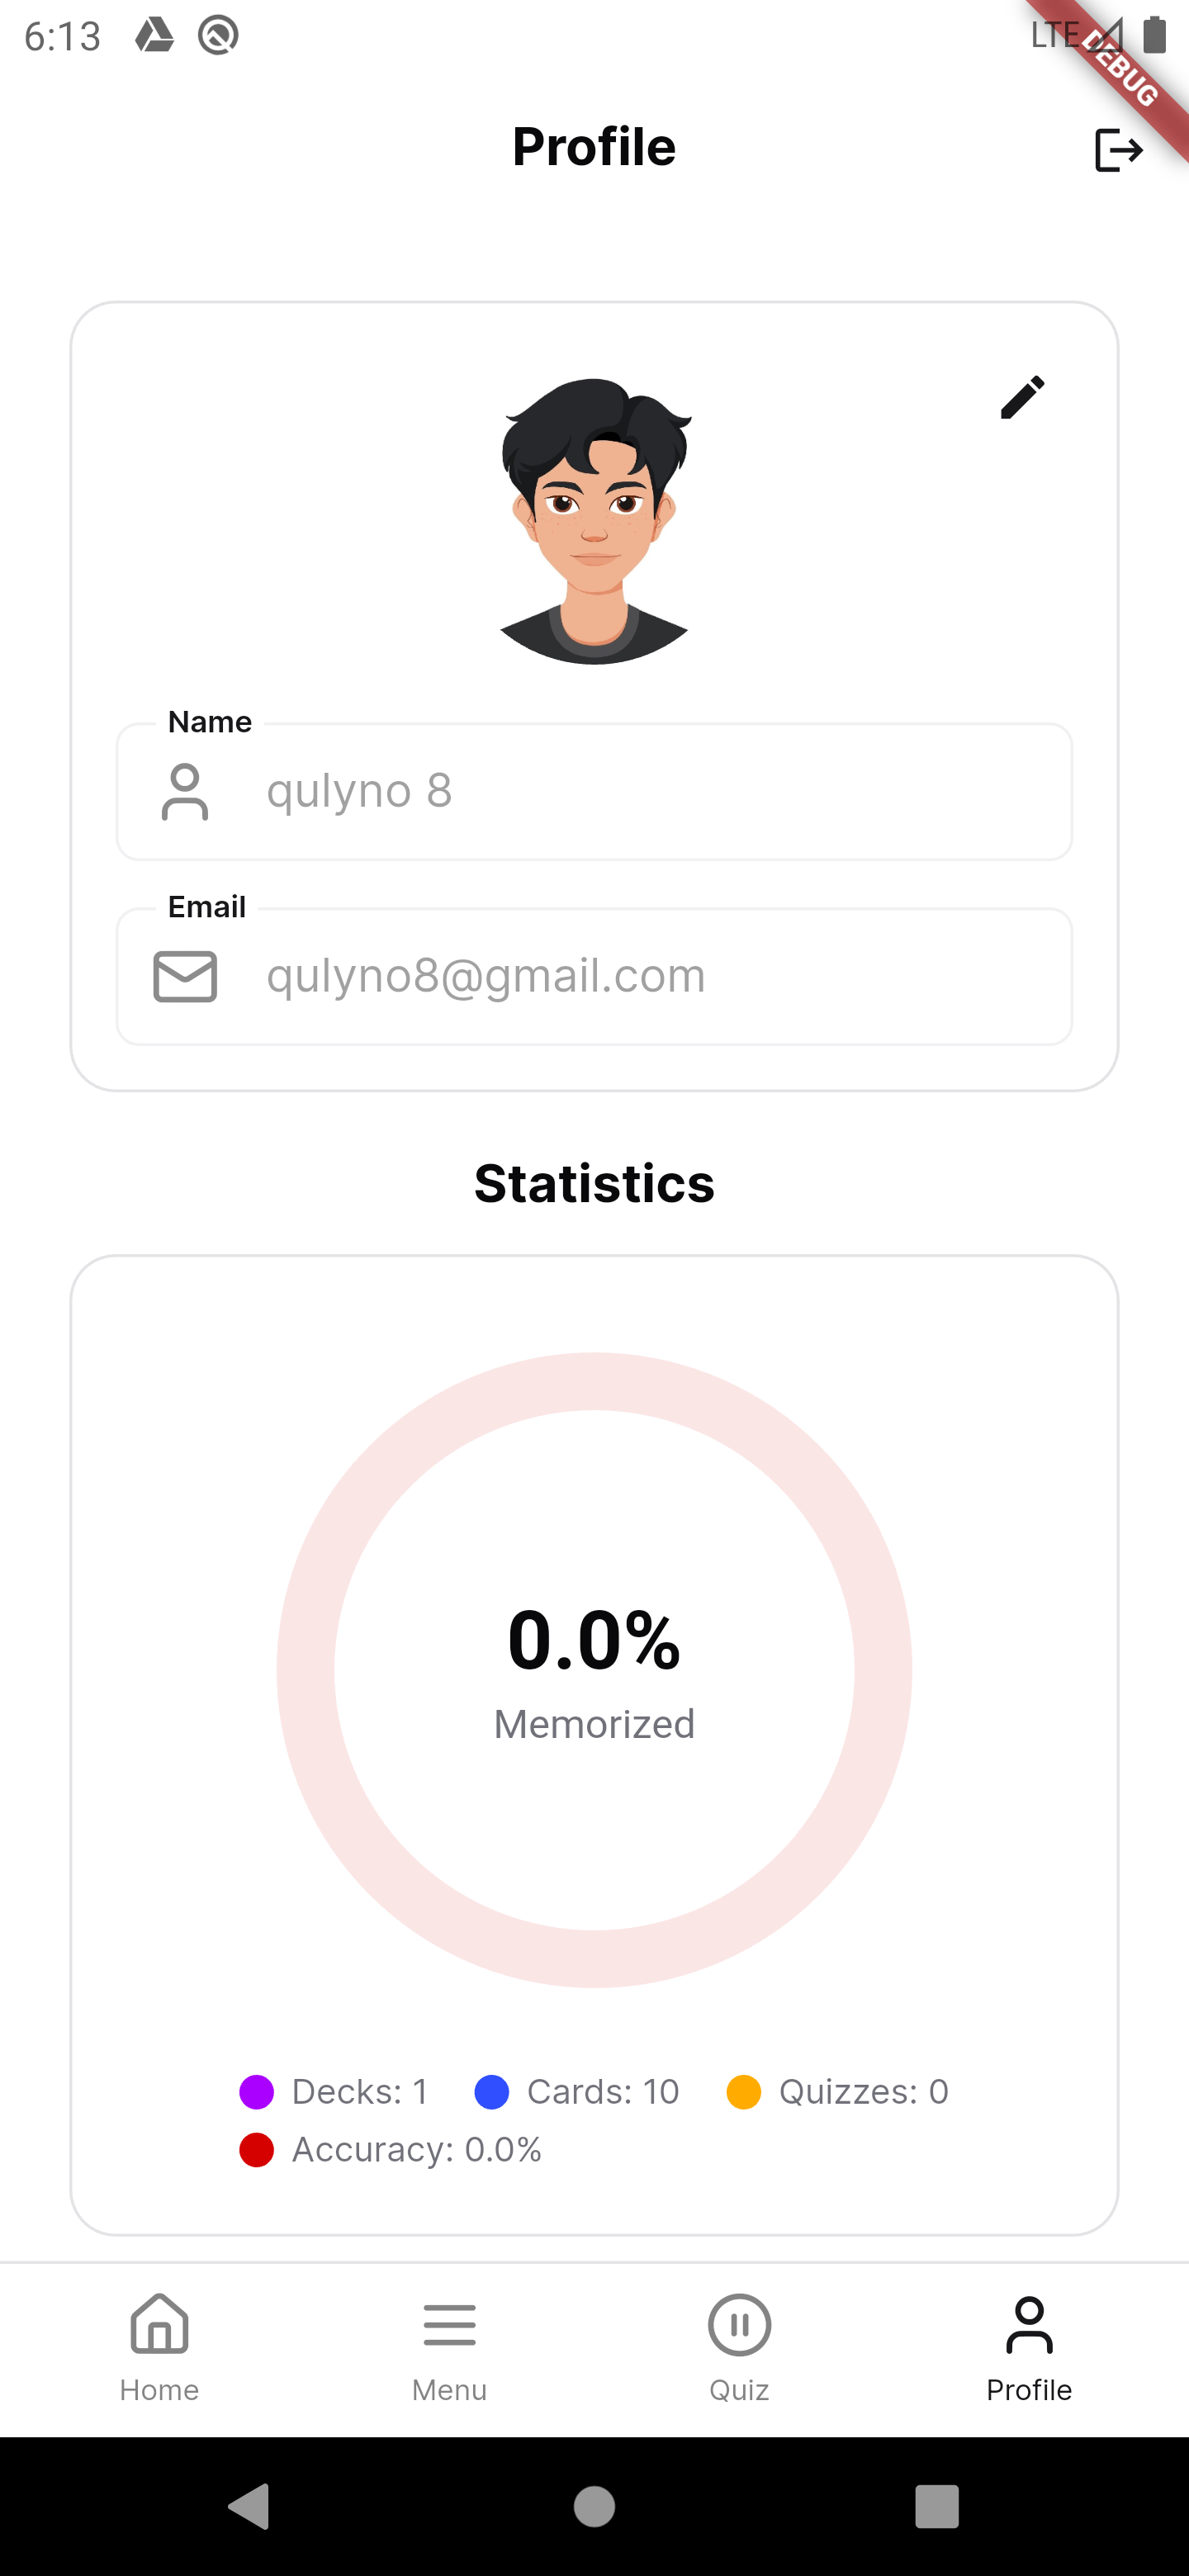 6:13 LTE
DEBUG
Profile
Name
qulyno 8
Email
qulyno8@gmail.com
Statistics
0.0%
Memorized
Decks: 1 Cards: 10 Quizzes: 0
Accuracy: 0.0%
Home Menu Quiz Profile